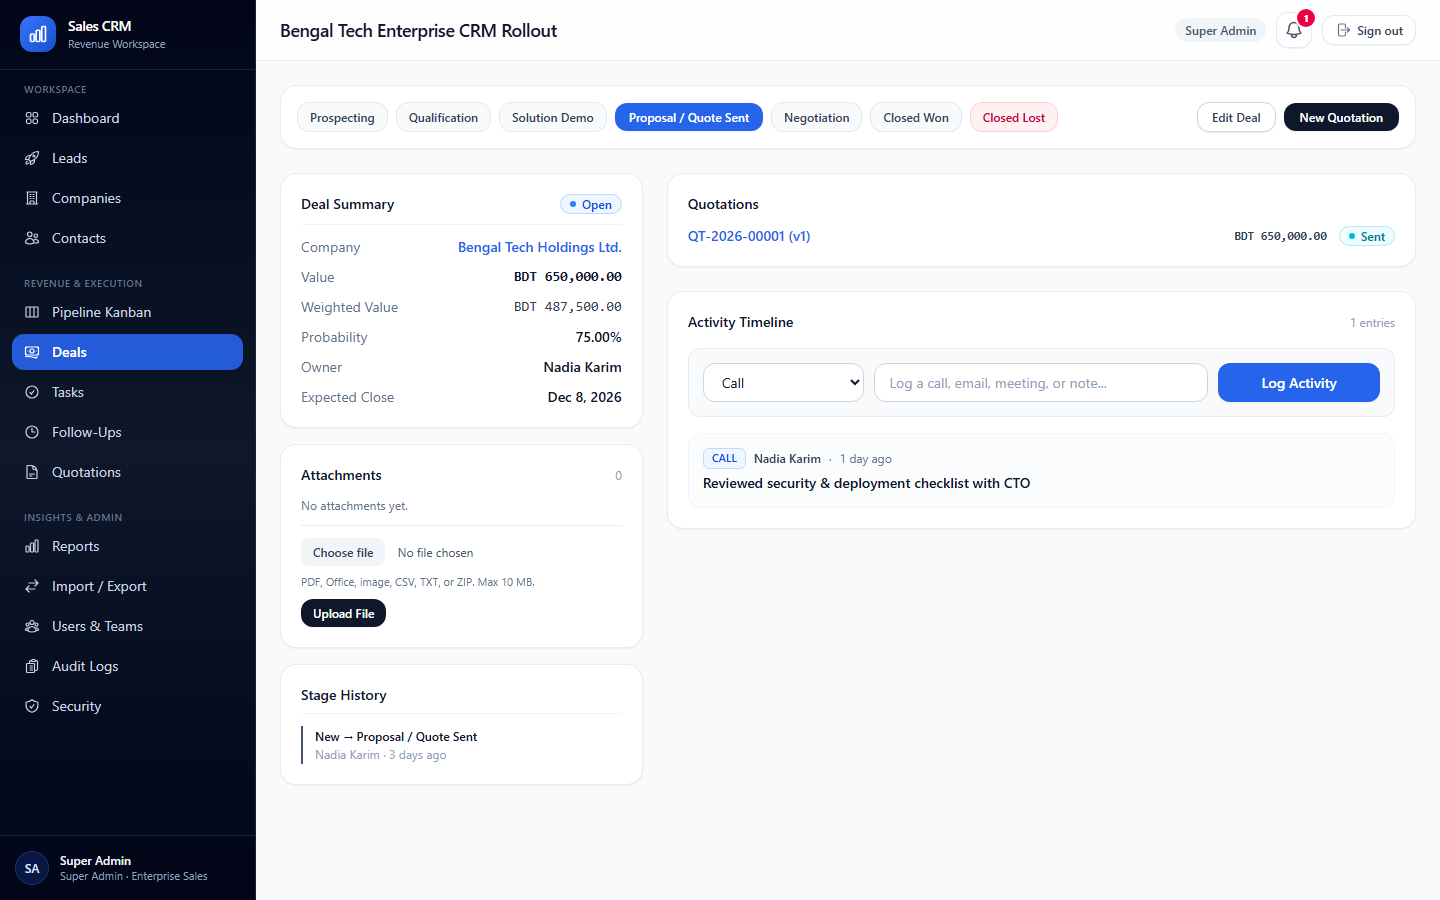 Sales CRM
Revenue Workspace
WORKSPACE
Dashboard
Leads
Companies
Contacts
REVENUE & EXECUTION
Pipeline Kanban
Deals
Tasks
Follow-Ups
Quotations
INSIGHTS & ADMIN
Reports
Import / Export
Users & Teams
Audit Logs
Security
SA
Super Admin
Super Admin · Enterprise Sales
Bengal Tech Enterprise CRM Rollout
Super Admin
1
Sign out
Prospecting
Qualification
Solution Demo
Proposal / Quote Sent
Negotiation
Closed Won
Closed Lost
Edit Deal
New Quotation
Deal Summary
Open
Company Bengal Tech Holdings Ltd.
Value BDT 650,000.00
Weighted Value BDT 487,500.00
Probability 75.00%
Owner Nadia Karim
Expected Close Dec 8, 2026
Attachments 0
No attachments yet.
Choose file No file chosen
PDF, Office, image, CSV, TXT, or ZIP. Max 10 MB.
Upload File
Stage History
New → Proposal / Quote Sent
Nadia Karim · 3 days ago
Quotations
QT-2026-00001 (v1) BDT 650,000.00 Sent
Activity Timeline 1 entries
Call
Log a call, email, meeting, or note...
Log Activity
CALL Nadia Karim · 1 day ago
Reviewed security & deployment checklist with CTO